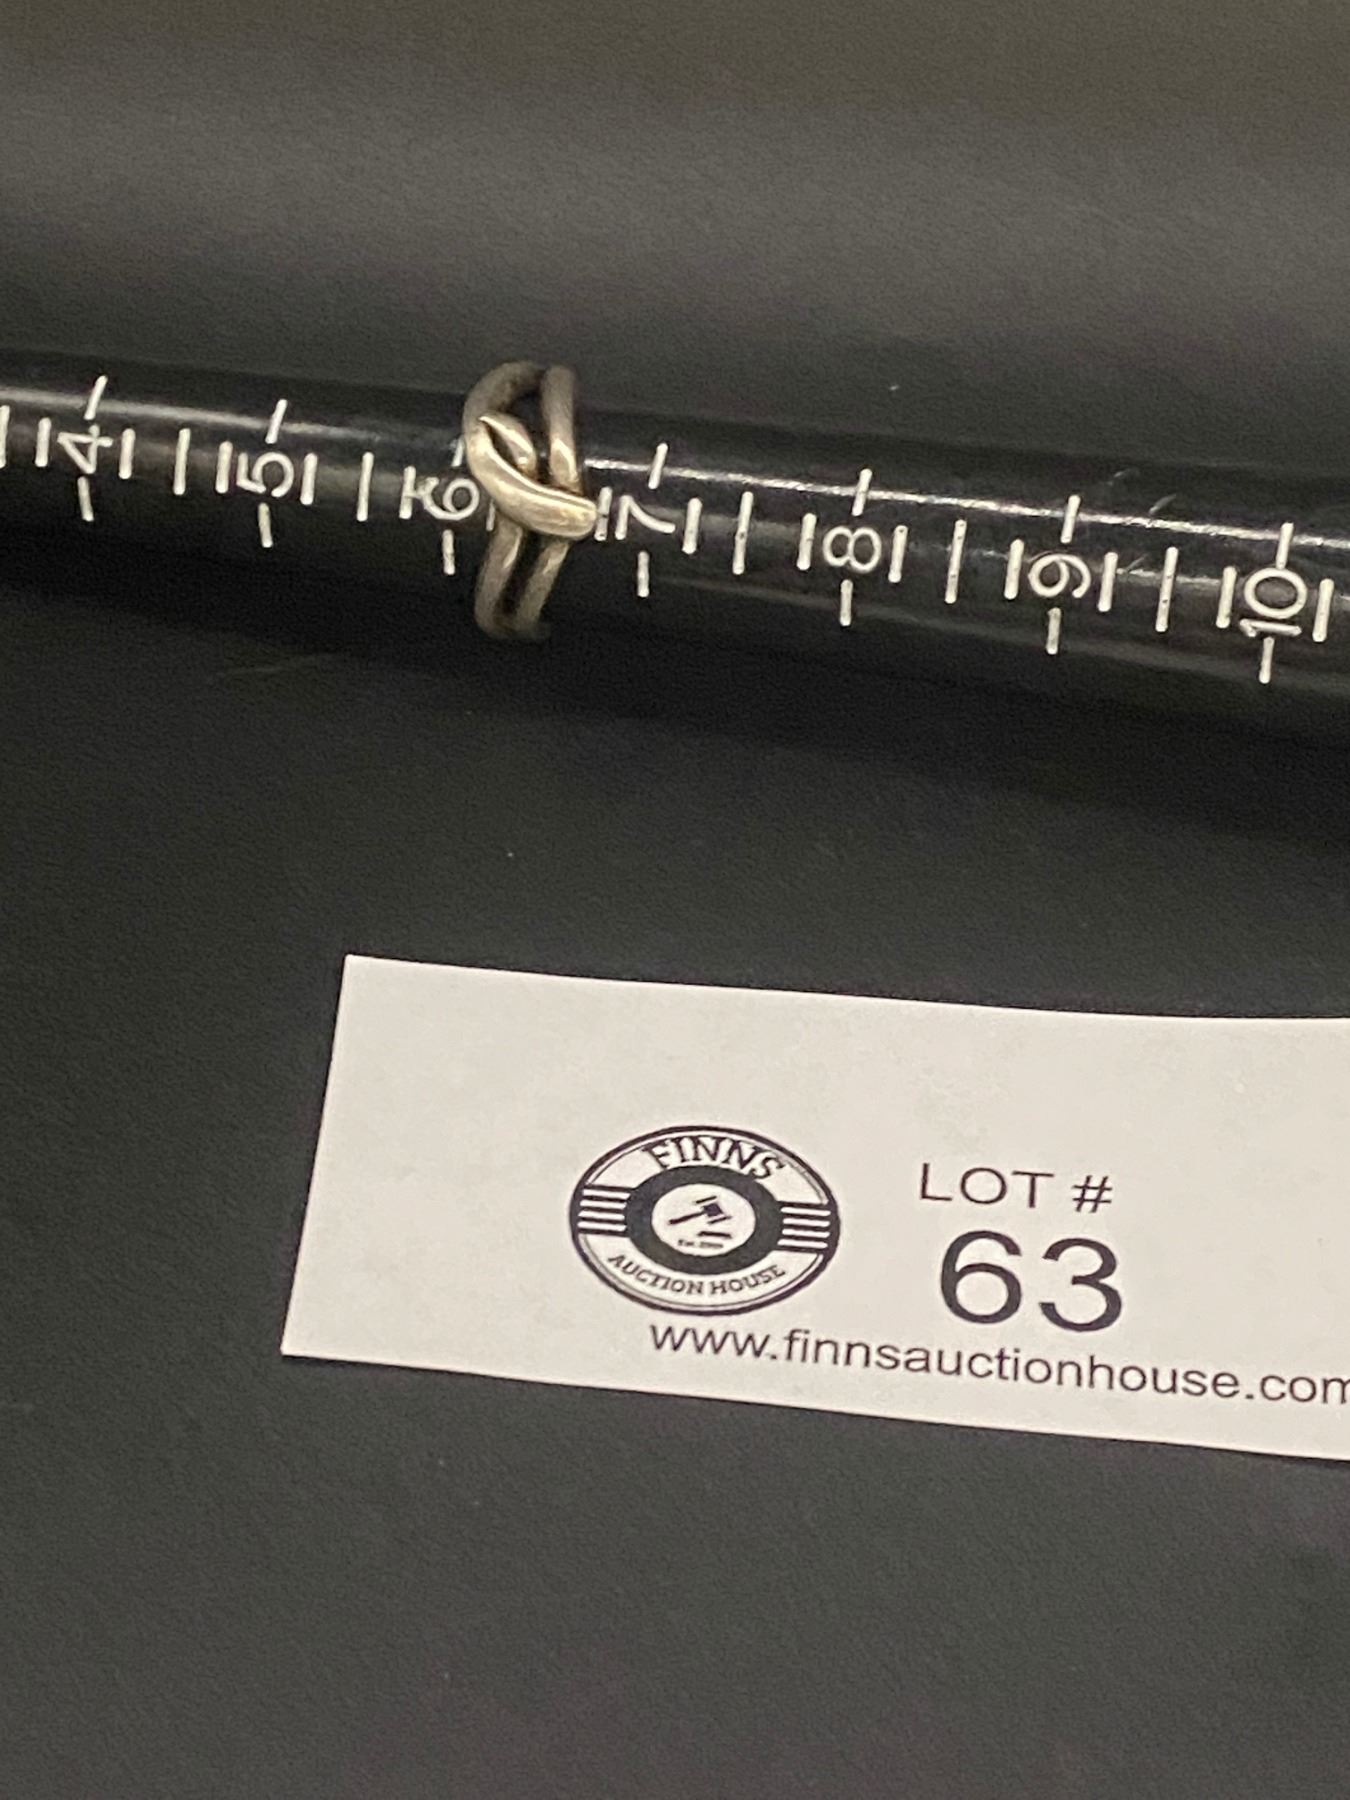 4 5 6 7 8 9 10
FINNS
AUCTION HOUSE
LOT #
63
www.finnsauctionhouse.com